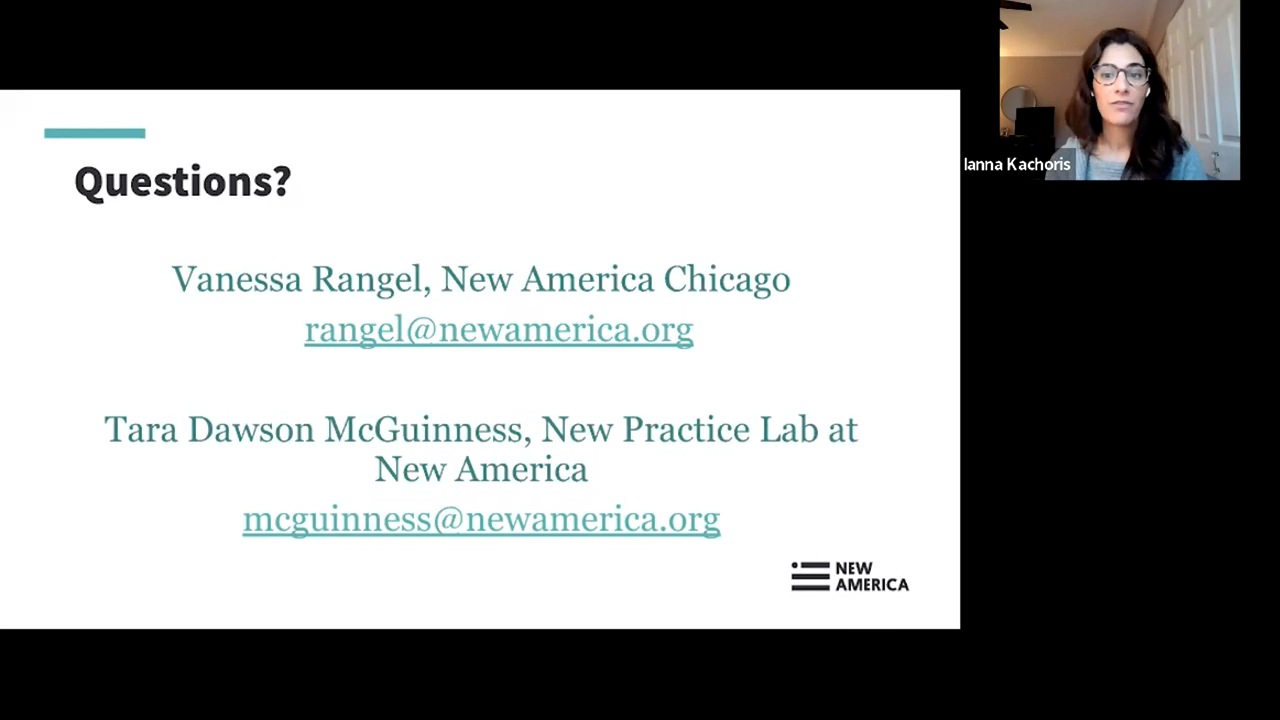 Questions?
Vanessa Rangel, New America Chicago
rangel@newamerica.org
Tara Dawson McGuinness, New Practice Lab at
New America
mcguinness@newamerica.org
NEW
AMERICA
Ianna Kachoris